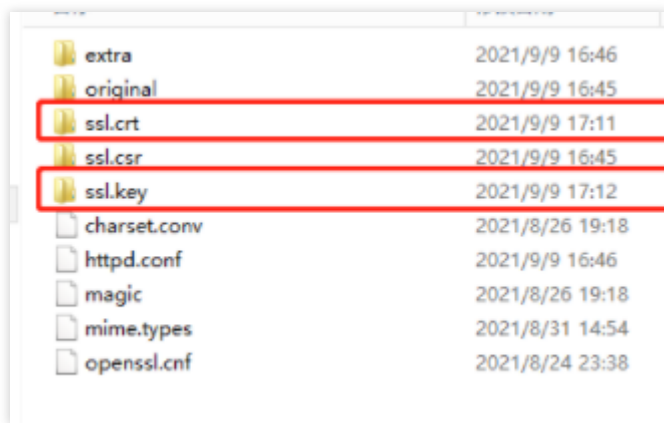 extra 2021/9/9 16:46
original 2021/9/9 16:45
ssl.crt 2021/9/9 17:11
ssl.csr 2021/9/9 16:45
ssl.key 2021/9/9 17:12
charset.conv 2021/8/26 19:18
httpd.conf 2021/9/9 16:46
magic 2021/8/26 19:18
mime.types 2021/8/31 14:54
openssl.cnf 2021/8/24 23:38